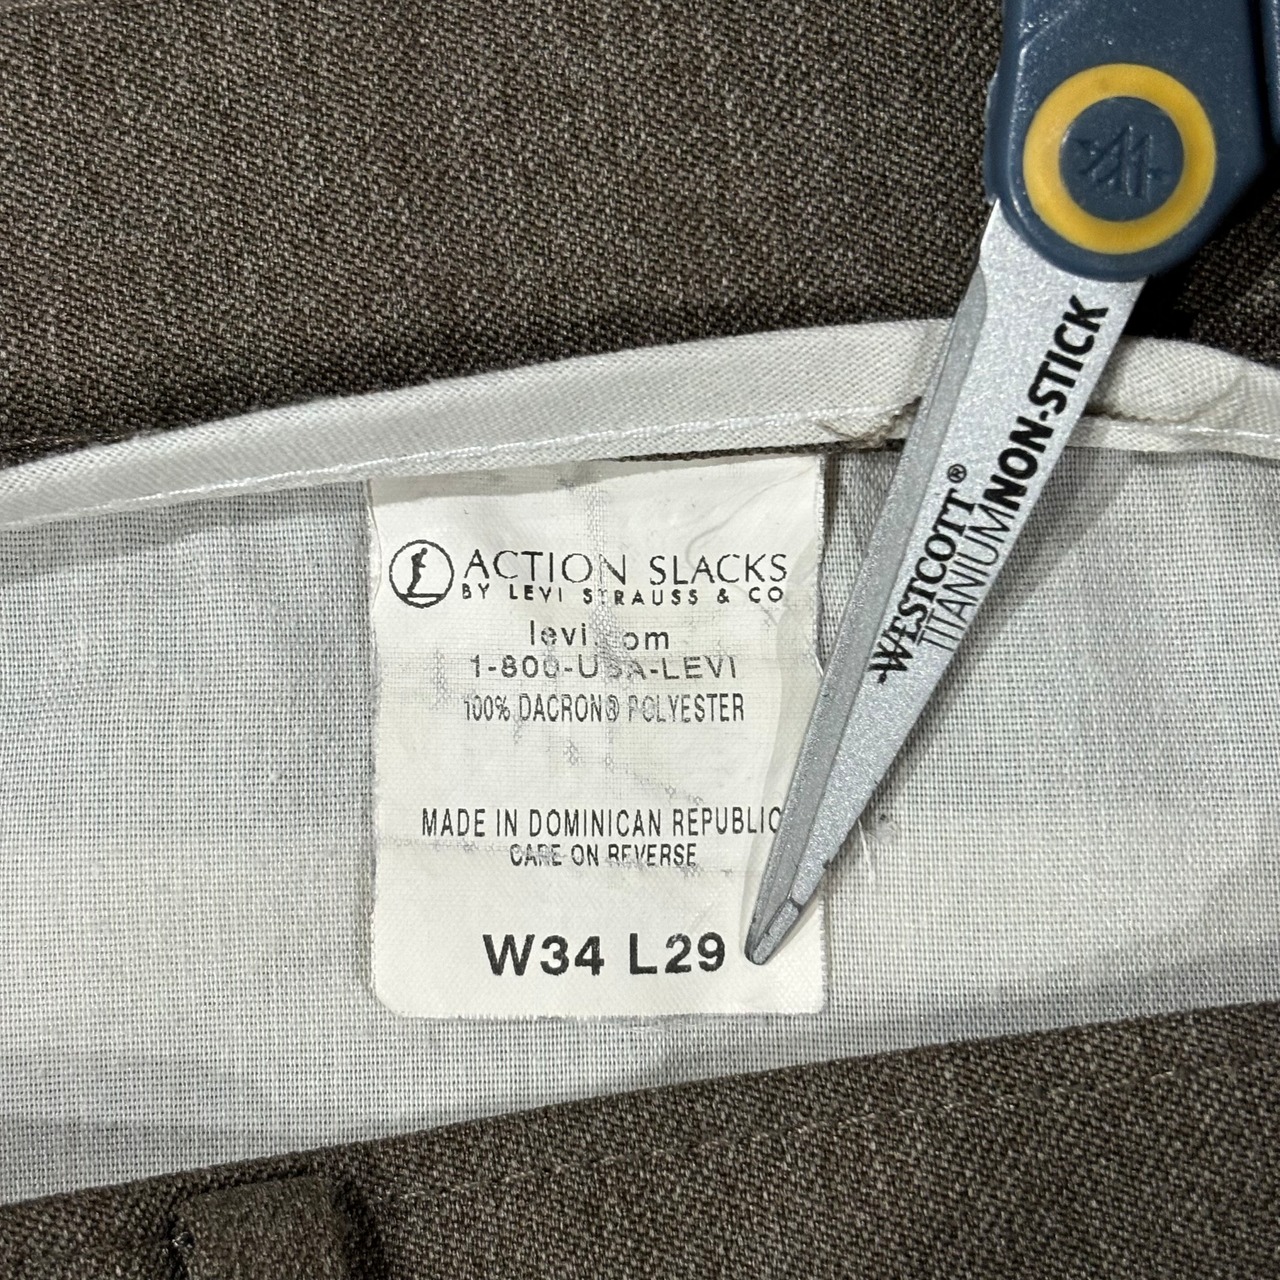 ACTION SLACKS
BY LEVI STRAUSS & CO
levi.com
1-800-USA-LEVI
100% DACRON® POLYESTER
MADE IN DOMINICAN REPUBLIC
CARE ON REVERSE
W34 L29
WESTCOTT®
TITANIUM NON-STICK